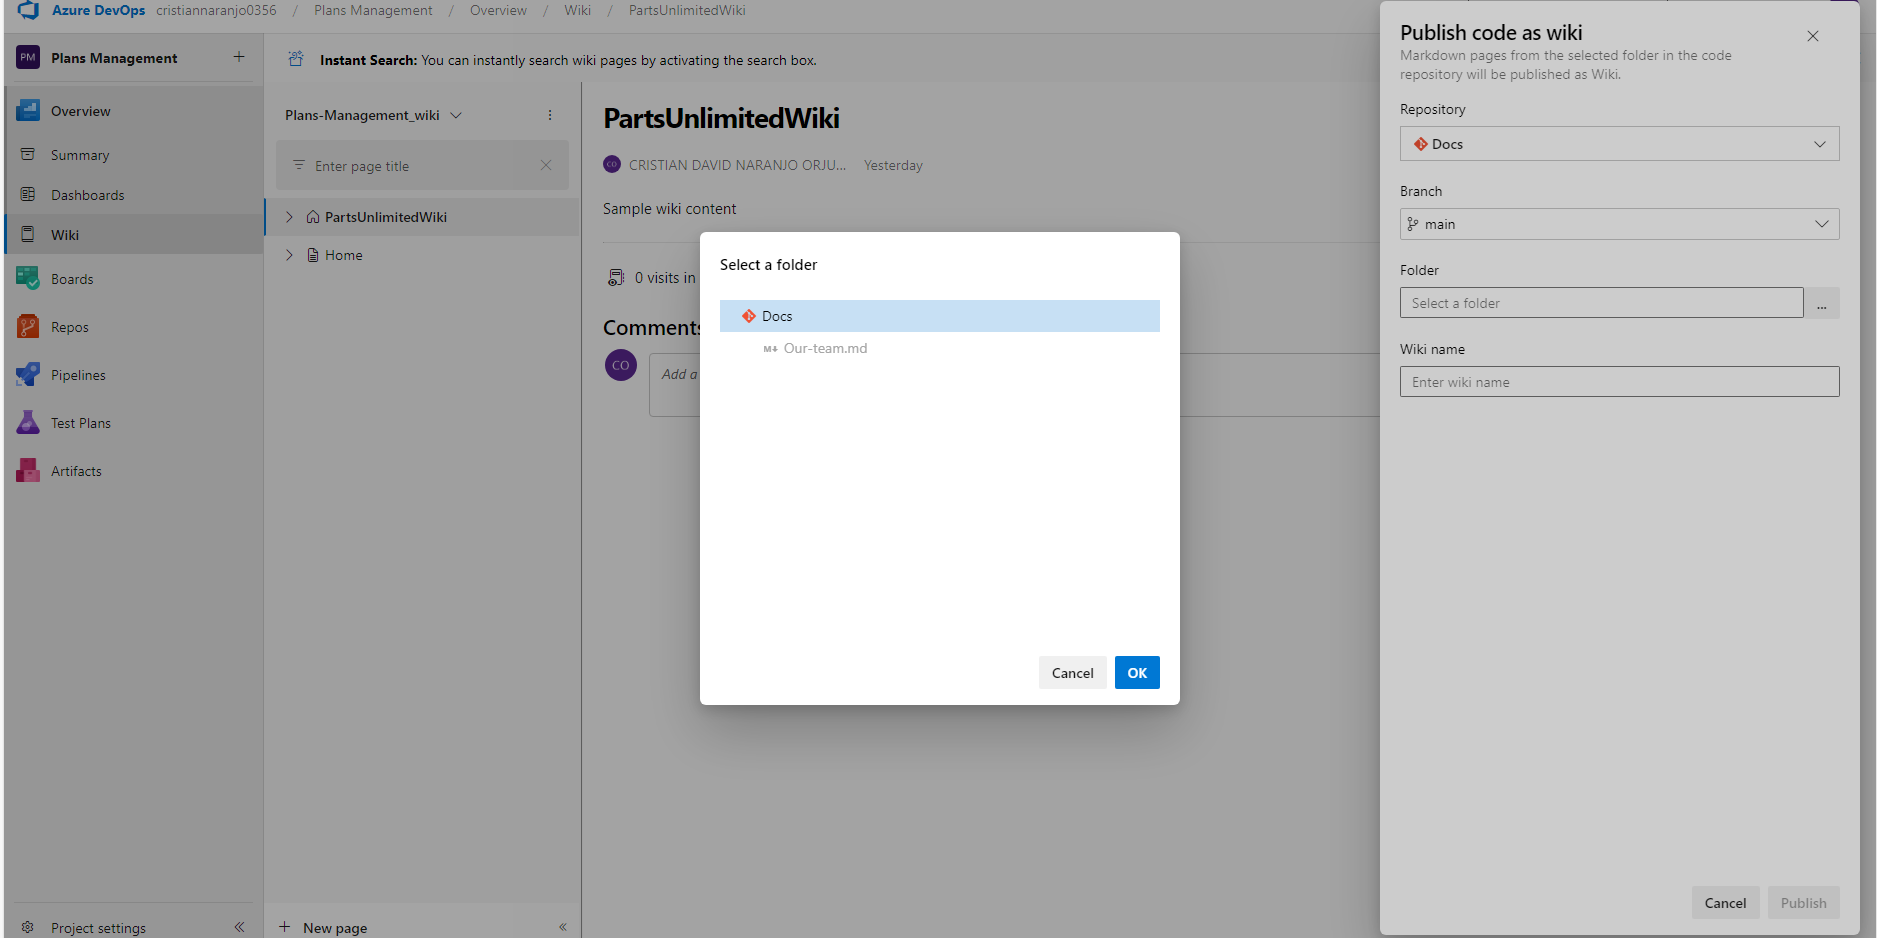 Azure DevOps cristiannaranjo0356 / Plans Management / Overview / Wiki / PartsUnlimitedWiki
PM Plans Management
Overview
Summary
Dashboards
Wiki
Boards
Repos
Pipelines
Test Plans
Artifacts
Project settings
Instant Search: You can instantly search wiki pages by activating the search box.
Plans-Management_wiki
Enter page title
PartsUnlimitedWiki
Home
New page
PartsUnlimitedWiki
CO CRISTIAN DAVID NARANJO ORJU... Yesterday
Sample wiki content
0 visits in
Comments
CO
Add a
Select a folder
Docs
Our-team.md
Cancel
OK
Publish code as wiki
Markdown pages from the selected folder in the code
repository will be published as Wiki.
Repository
Docs
Branch
main
Folder
Select a folder
...
Wiki name
Enter wiki name
Cancel
Publish